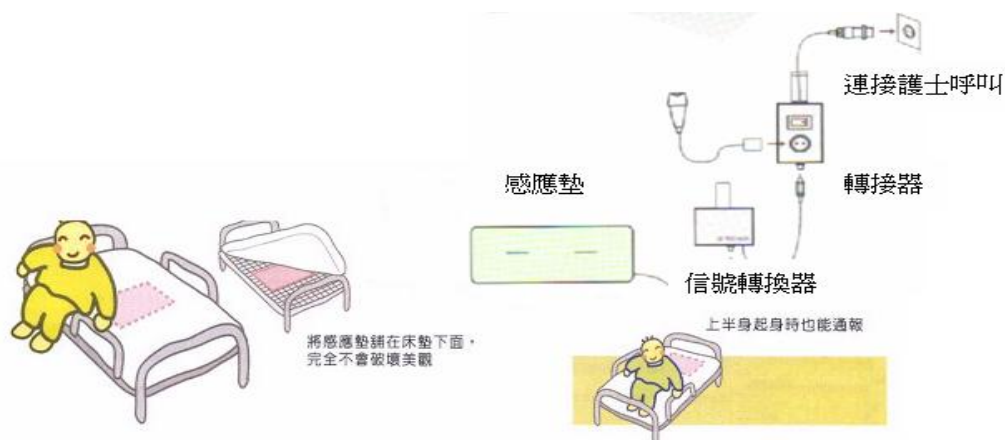 連接護士呼叫
感應墊
轉接器
信號轉換器
將感應墊舖在床墊下面，
完全不會破壞美觀
上半身起身時也能通報